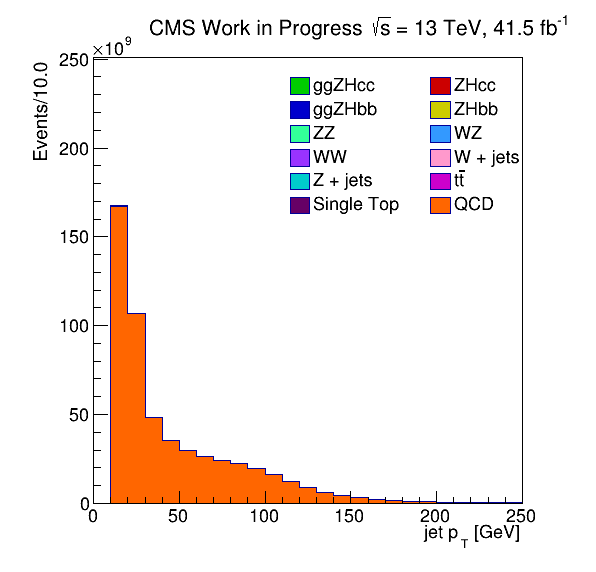 CMS Work in Progress √s = 13 TeV, 41.5 fb⁻¹
×10⁹
Events/10.0
250
200
150
100
50
0
ggZHcc ZHcc
ggZHbb ZHbb
ZZ WZ
WW W + jets
Z + jets tt̄
Single Top QCD
0 50 100 150 200 250
jet p_T [GeV]